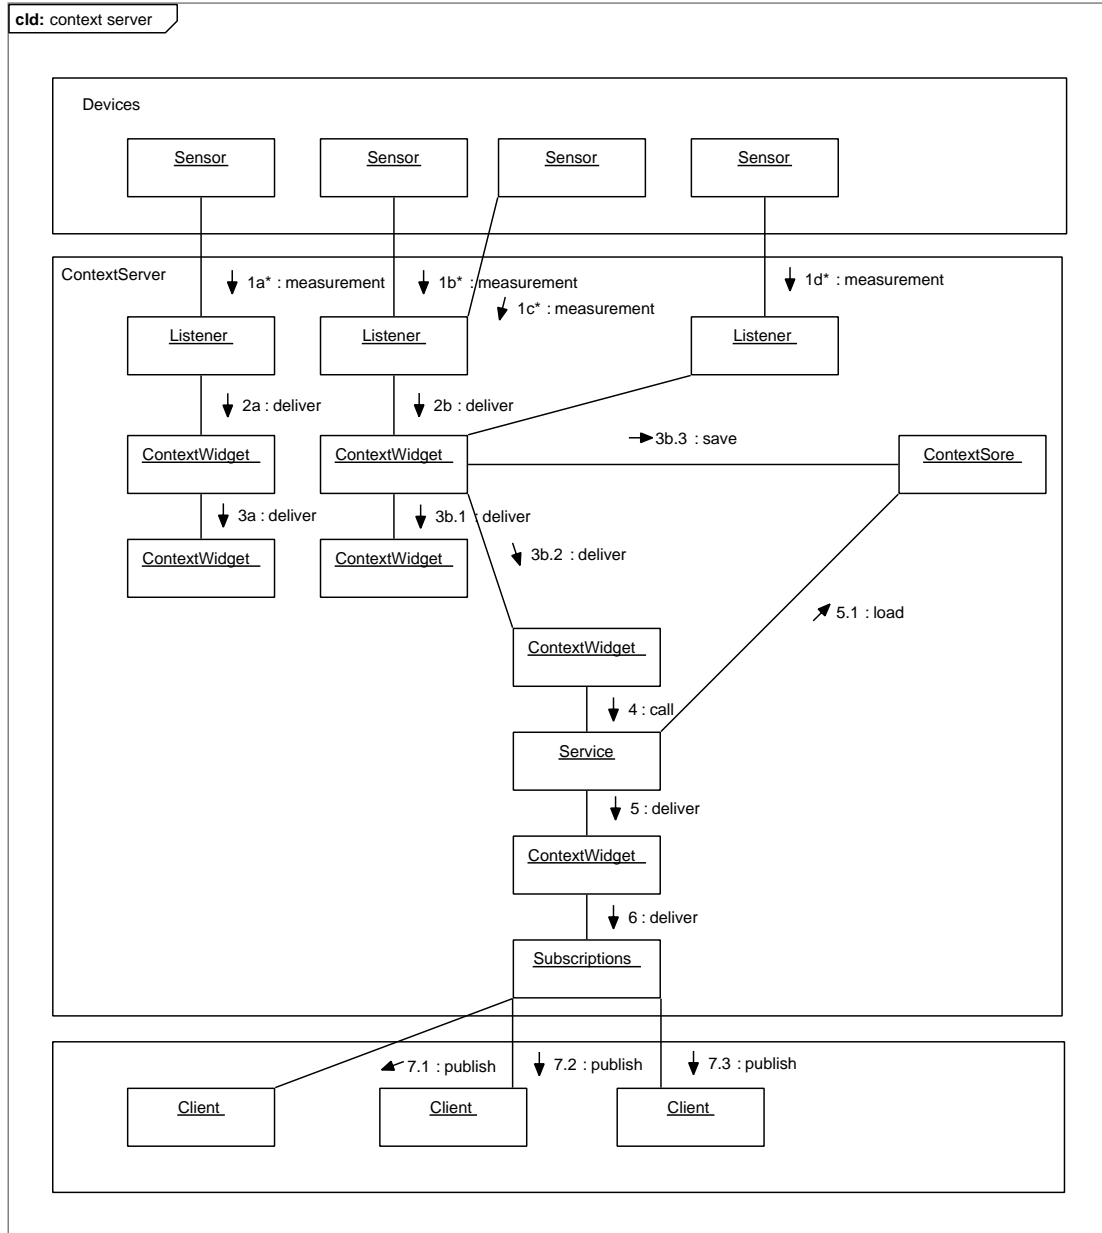 cld: context server
Devices
Sensor
Sensor
Sensor
Sensor
ContextServer
1a* : measurement
1b* : measurement
1d* : measurement
1c* : measurement
Listener
Listener
Listener
2a : deliver
2b : deliver
3b.3 : save
ContextWidget
ContextWidget
ContextSore
3a : deliver
3b.1 : deliver
3b.2 : deliver
ContextWidget
ContextWidget
5.1 : load
ContextWidget
4 : call
Service
5 : deliver
ContextWidget
6 : deliver
Subscriptions
7.1 : publish
7.2 : publish
7.3 : publish
Client
Client
Client